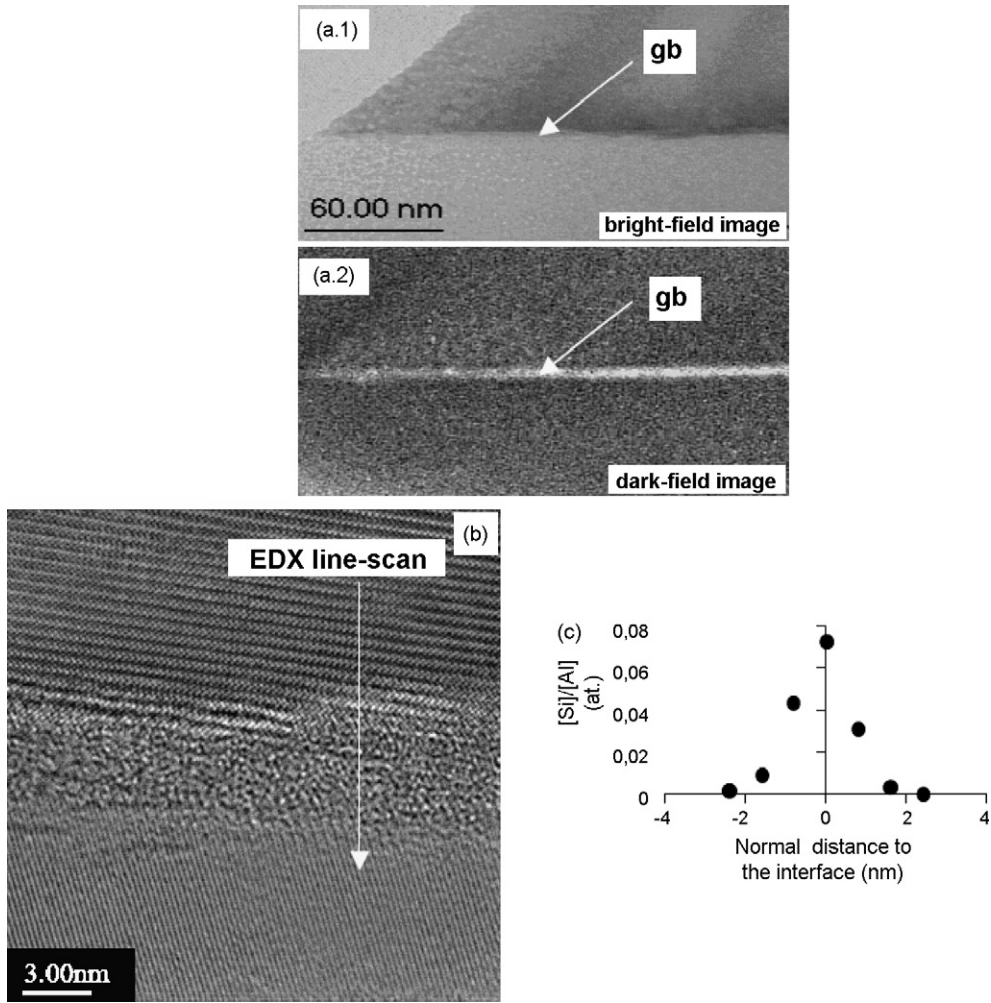 (a.1)
gb
60.00 nm
bright-field image
(a.2)
gb
dark-field image
(b)
EDX line-scan
3.00nm
(c)
[Si]/[Al]
(at.)
0,08
0,06
0,04
0,02
0
-4
-2
0
2
4
Normal distance to
the interface (nm)